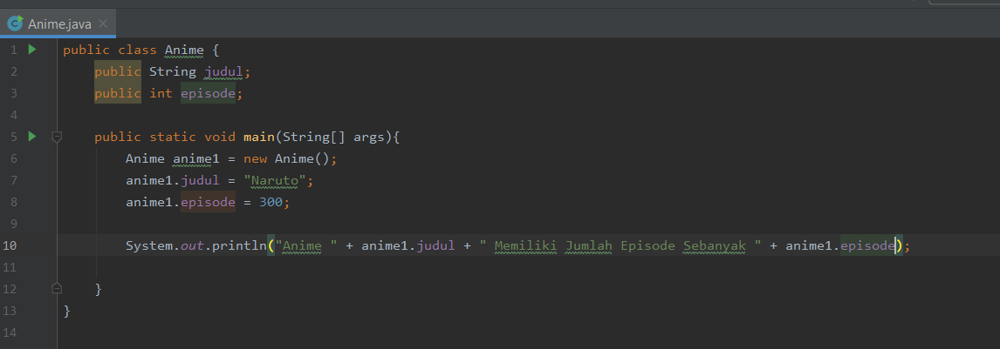 Anime.java
1 public class Anime {
2     public String judul;
3     public int episode;
4
5     public static void main(String[] args){
6         Anime anime1 = new Anime();
7         anime1.judul = "Naruto";
8         anime1.episode = 300;
9
10         System.out.println("Anime " + anime1.judul + " Memiliki Jumlah Episode Sebanyak " + anime1.episode);
11
12     }
13 }
14